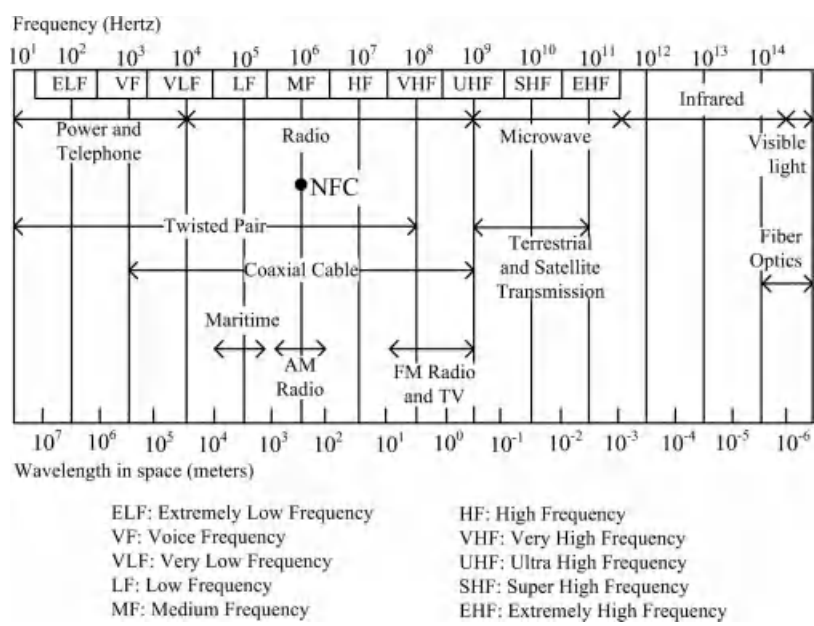 Frequency (Hertz)
10¹ 10² 10³ 10⁴ 10⁵ 10⁶ 10⁷ 10⁸ 10⁹ 10¹⁰ 10¹¹ 10¹² 10¹³ 10¹⁴
ELF VF VLF LF MF HF VHF UHF SHF EHF
Infrared
Power and
Telephone
Radio
Microwave
Visible
light
NFC
Twisted Pair
Terrestrial
and Satellite
Transmission
Fiber
Optics
Coaxial Cable
Maritime
AM
Radio
FM Radio
and TV
10⁷ 10⁶ 10⁵ 10⁴ 10³ 10² 10¹ 10⁰ 10⁻¹ 10⁻² 10⁻³ 10⁻⁴ 10⁻⁵ 10⁻⁶
Wavelength in space (meters)
ELF: Extremely Low Frequency
VF: Voice Frequency
VLF: Very Low Frequency
LF: Low Frequency
MF: Medium Frequency
HF: High Frequency
VHF: Very High Frequency
UHF: Ultra High Frequency
SHF: Super High Frequency
EHF: Extremely High Frequency